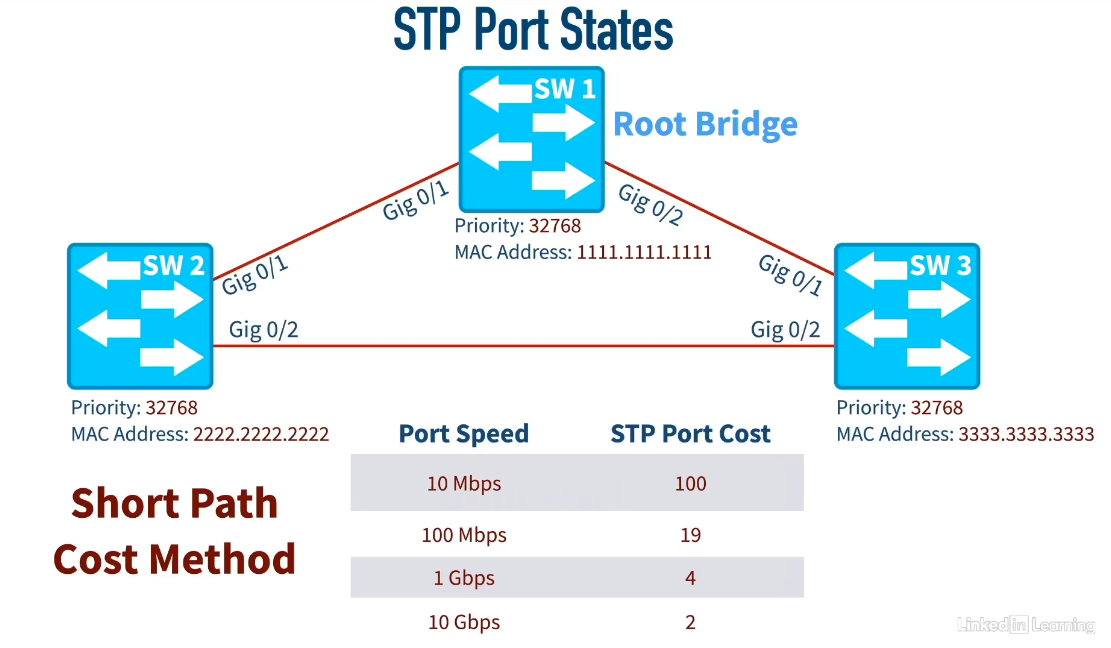 STP Port States
SW 1
Root Bridge
Gig 0/1
Gig 0/2
Priority: 32768
MAC Address: 1111.1111.1111
SW 2
Gig 0/1
Gig 0/1
SW 3
Gig 0/2
Gig 0/2
Priority: 32768
MAC Address: 2222.2222.2222
Priority: 32768
MAC Address: 3333.3333.3333
Port Speed STP Port Cost
10 Mbps 100
100 Mbps 19
1 Gbps 4
10 Gbps 2
Short Path
Cost Method
Linked in Learning